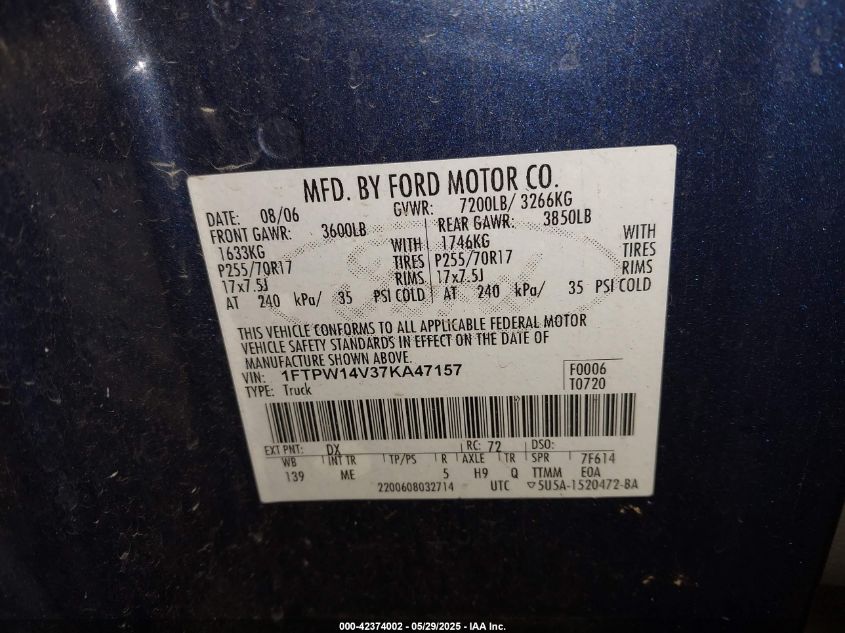 MFD. BY FORD MOTOR CO.
DATE: 08/06 GVWR: 7200LB/ 3266KG
FRONT GAWR: 3600LB REAR GAWR: 3850LB
1633KG WITH 1746KG WITH
P255/70R17 TIRES P255/70R17 TIRES
17x7.5J RIMS 17x7.5J RIMS
AT 240 kPa/ 35 PSI COLD AT 240 kPa/ 35 PSI COLD
THIS VEHICLE CONFORMS TO ALL APPLICABLE FEDERAL MOTOR
VEHICLE SAFETY STANDARDS IN EFFECT ON THE DATE OF
MANUFACTURE SHOWN ABOVE.
VIN: 1FTPW14V37KA47157 F0006
TYPE: Truck T0720
EXT PNT: DX RC: 72 DSO:
WB INT TR TP/PS R AXLE TR SPR 7F614
139 ME 5 H9 Q TTMM E0A
2200608032714 UTC ▽5U5A-1520472-BA
000-42374002 - 05/29/2025 - IAA Inc.